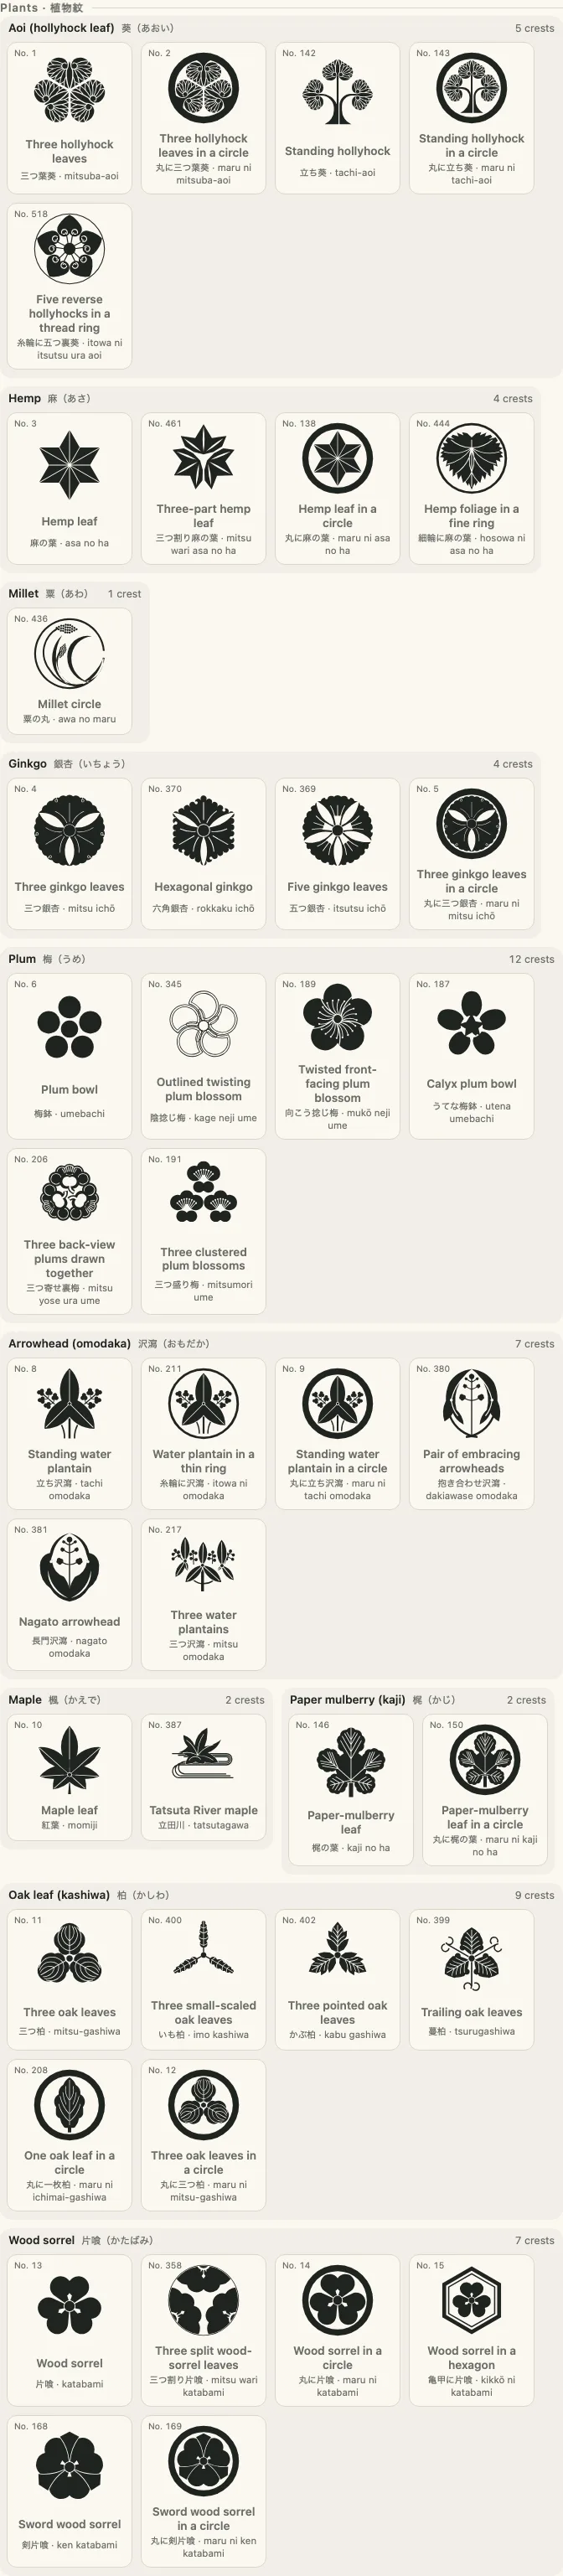 Plants · 植物紋
Aoi (hollyhock leaf) 葵（あおい） 5 crests
No. 1
Three hollyhock
leaves
三つ葉葵 · mitsuba-aoi
No. 2
Three hollyhock
leaves in a circle
丸に三つ葉葵 · maru ni
mitsuba-aoi
No. 142
Standing hollyhock
立ち葵 · tachi-aoi
No. 143
Standing hollyhock
in a circle
丸に立ち葵 · maru ni
tachi-aoi
No. 518
Five reverse
hollyhocks in a
thread ring
糸輪に五つ裏葵 · itowa ni
itsutsu ura aoi
Hemp 麻（あさ） 4 crests
No. 3
Hemp leaf
麻の葉 · asa no ha
No. 461
Three-part hemp
leaf
三つ割り麻の葉 · mitsu
wari asa no ha
No. 138
Hemp leaf in a
circle
丸に麻の葉 · maru ni asa
no ha
No. 444
Hemp foliage in a
fine ring
細輪に麻の葉 · hosowa ni
asa no ha
Millet 粟（あわ） 1 crest
No. 436
Millet circle
粟の丸 · awa no maru
Ginkgo 銀杏（いちょう） 4 crests
No. 4
Three ginkgo leaves
三つ銀杏 · mitsu ichō
No. 370
Hexagonal ginkgo
六角銀杏 · rokkaku ichō
No. 369
Five ginkgo leaves
五つ銀杏 · itsutsu ichō
No. 5
Three ginkgo leaves
in a circle
丸に三つ銀杏 · maru ni
mitsu ichō
Plum 梅（うめ） 12 crests
No. 6
Plum bowl
梅鉢 · umebachi
No. 345
Outlined twisting
plum blossom
陰捻じ梅 · kage neji ume
No. 189
Twisted front-
facing plum
blossom
向こう捻じ梅 · mukō neji
ume
No. 187
Calyx plum bowl
うてな梅鉢 · utena
umebachi
No. 206
Three back-view
plums drawn
together
三つ寄せ裏梅 · mitsu
yose ura ume
No. 191
Three clustered
plum blossoms
三つ盛り梅 · mitsumori
ume
Arrowhead (omodaka) 沢瀉（おもだか） 7 crests
No. 8
Standing water
plantain
立ち沢瀉 · tachi
omodaka
No. 211
Water plantain in a
thin ring
糸輪に沢瀉 · itowa ni
omodaka
No. 9
Standing water
plantain in a circle
丸に立ち沢瀉 · maru ni
tachi omodaka
No. 380
Pair of embracing
arrowheads
抱き合わせ沢瀉 ·
dakiawase omodaka
No. 381
Nagato arrowhead
長門沢瀉 · nagato
omodaka
No. 217
Three water
plantains
三つ沢瀉 · mitsu
omodaka
Maple 楓（かえで） 2 crests
No. 10
Maple leaf
紅葉 · momiji
No. 387
Tatsuta River maple
立田川 · tatsutagawa
Paper mulberry (kaji) 梶（かじ） 2 crests
No. 146
Paper-mulberry
leaf
梶の葉 · kaji no ha
No. 150
Paper-mulberry
leaf in a circle
丸に梶の葉 · maru ni kaji
no ha
Oak leaf (kashiwa) 柏（かしわ） 9 crests
No. 11
Three oak leaves
三つ柏 · mitsu-gashiwa
No. 400
Three small-scaled
oak leaves
いも柏 · imo kashiwa
No. 402
Three pointed oak
leaves
かぶ柏 · kabu gashiwa
No. 399
Trailing oak leaves
蔓柏 · tsurugashiwa
No. 208
One oak leaf in a
circle
丸に一枚柏 · maru ni
ichimai-gashiwa
No. 12
Three oak leaves in
a circle
丸に三つ柏 · maru ni
mitsu-gashiwa
Wood sorrel 片喰（かたばみ） 7 crests
No. 13
Wood sorrel
片喰 · katabami
No. 358
Three split wood-
sorrel leaves
三つ割り片喰 · mitsu wari
katabami
No. 14
Wood sorrel in a
circle
丸に片喰 · maru ni
katabami
No. 15
Wood sorrel in a
hexagon
亀甲に片喰 · kikkō ni
katabami
No. 168
Sword wood sorrel
剣片喰 · ken katabami
No. 169
Sword wood sorrel
in a circle
丸に剣片喰 · maru ni ken
katabami